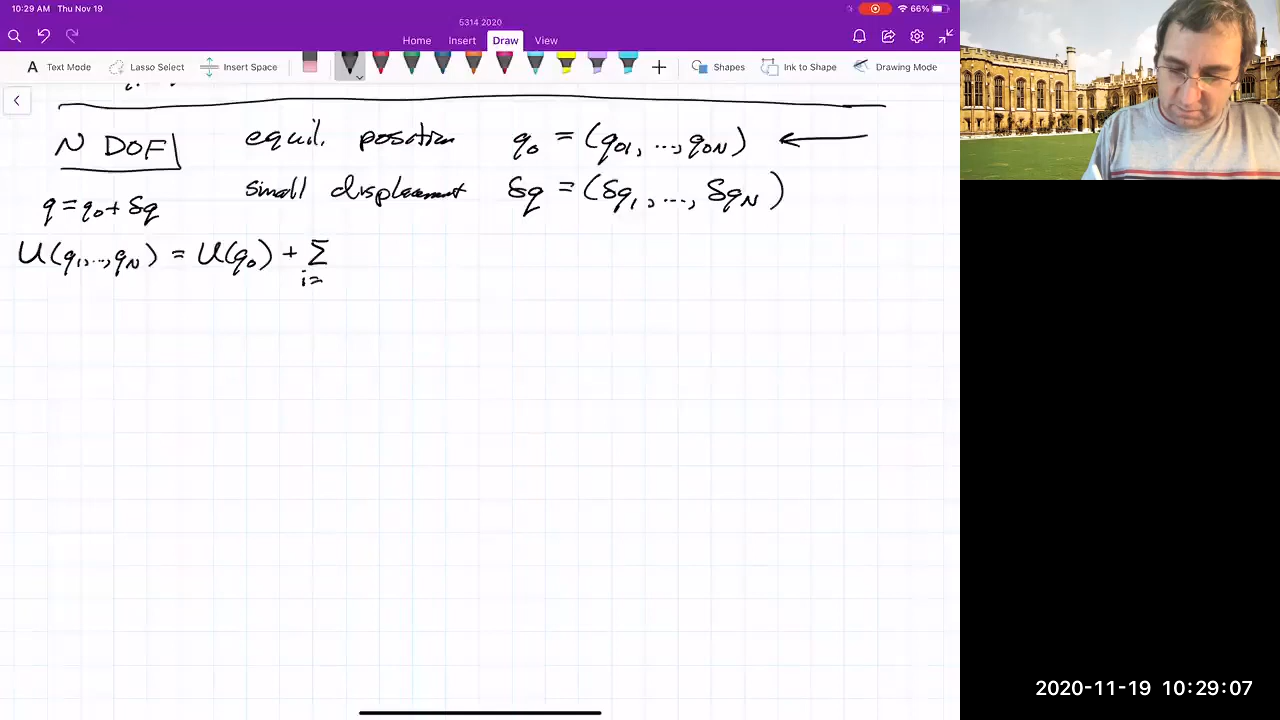 10:29 AM Thu Nov 19
66%
5314 2020
Home Insert Draw View
Text Mode Lasso Select Insert Space Shapes Ink to Shape Drawing Mode
N DOF equil. position q₀ = (q₀₁, ..., q₀N) ←
small displacement δq = (δq₁, ..., δqN)
q = q₀ + δq
U(q₁, ..., qN) = U(q₀) + Σ i=
2020-11-19 10:29:07